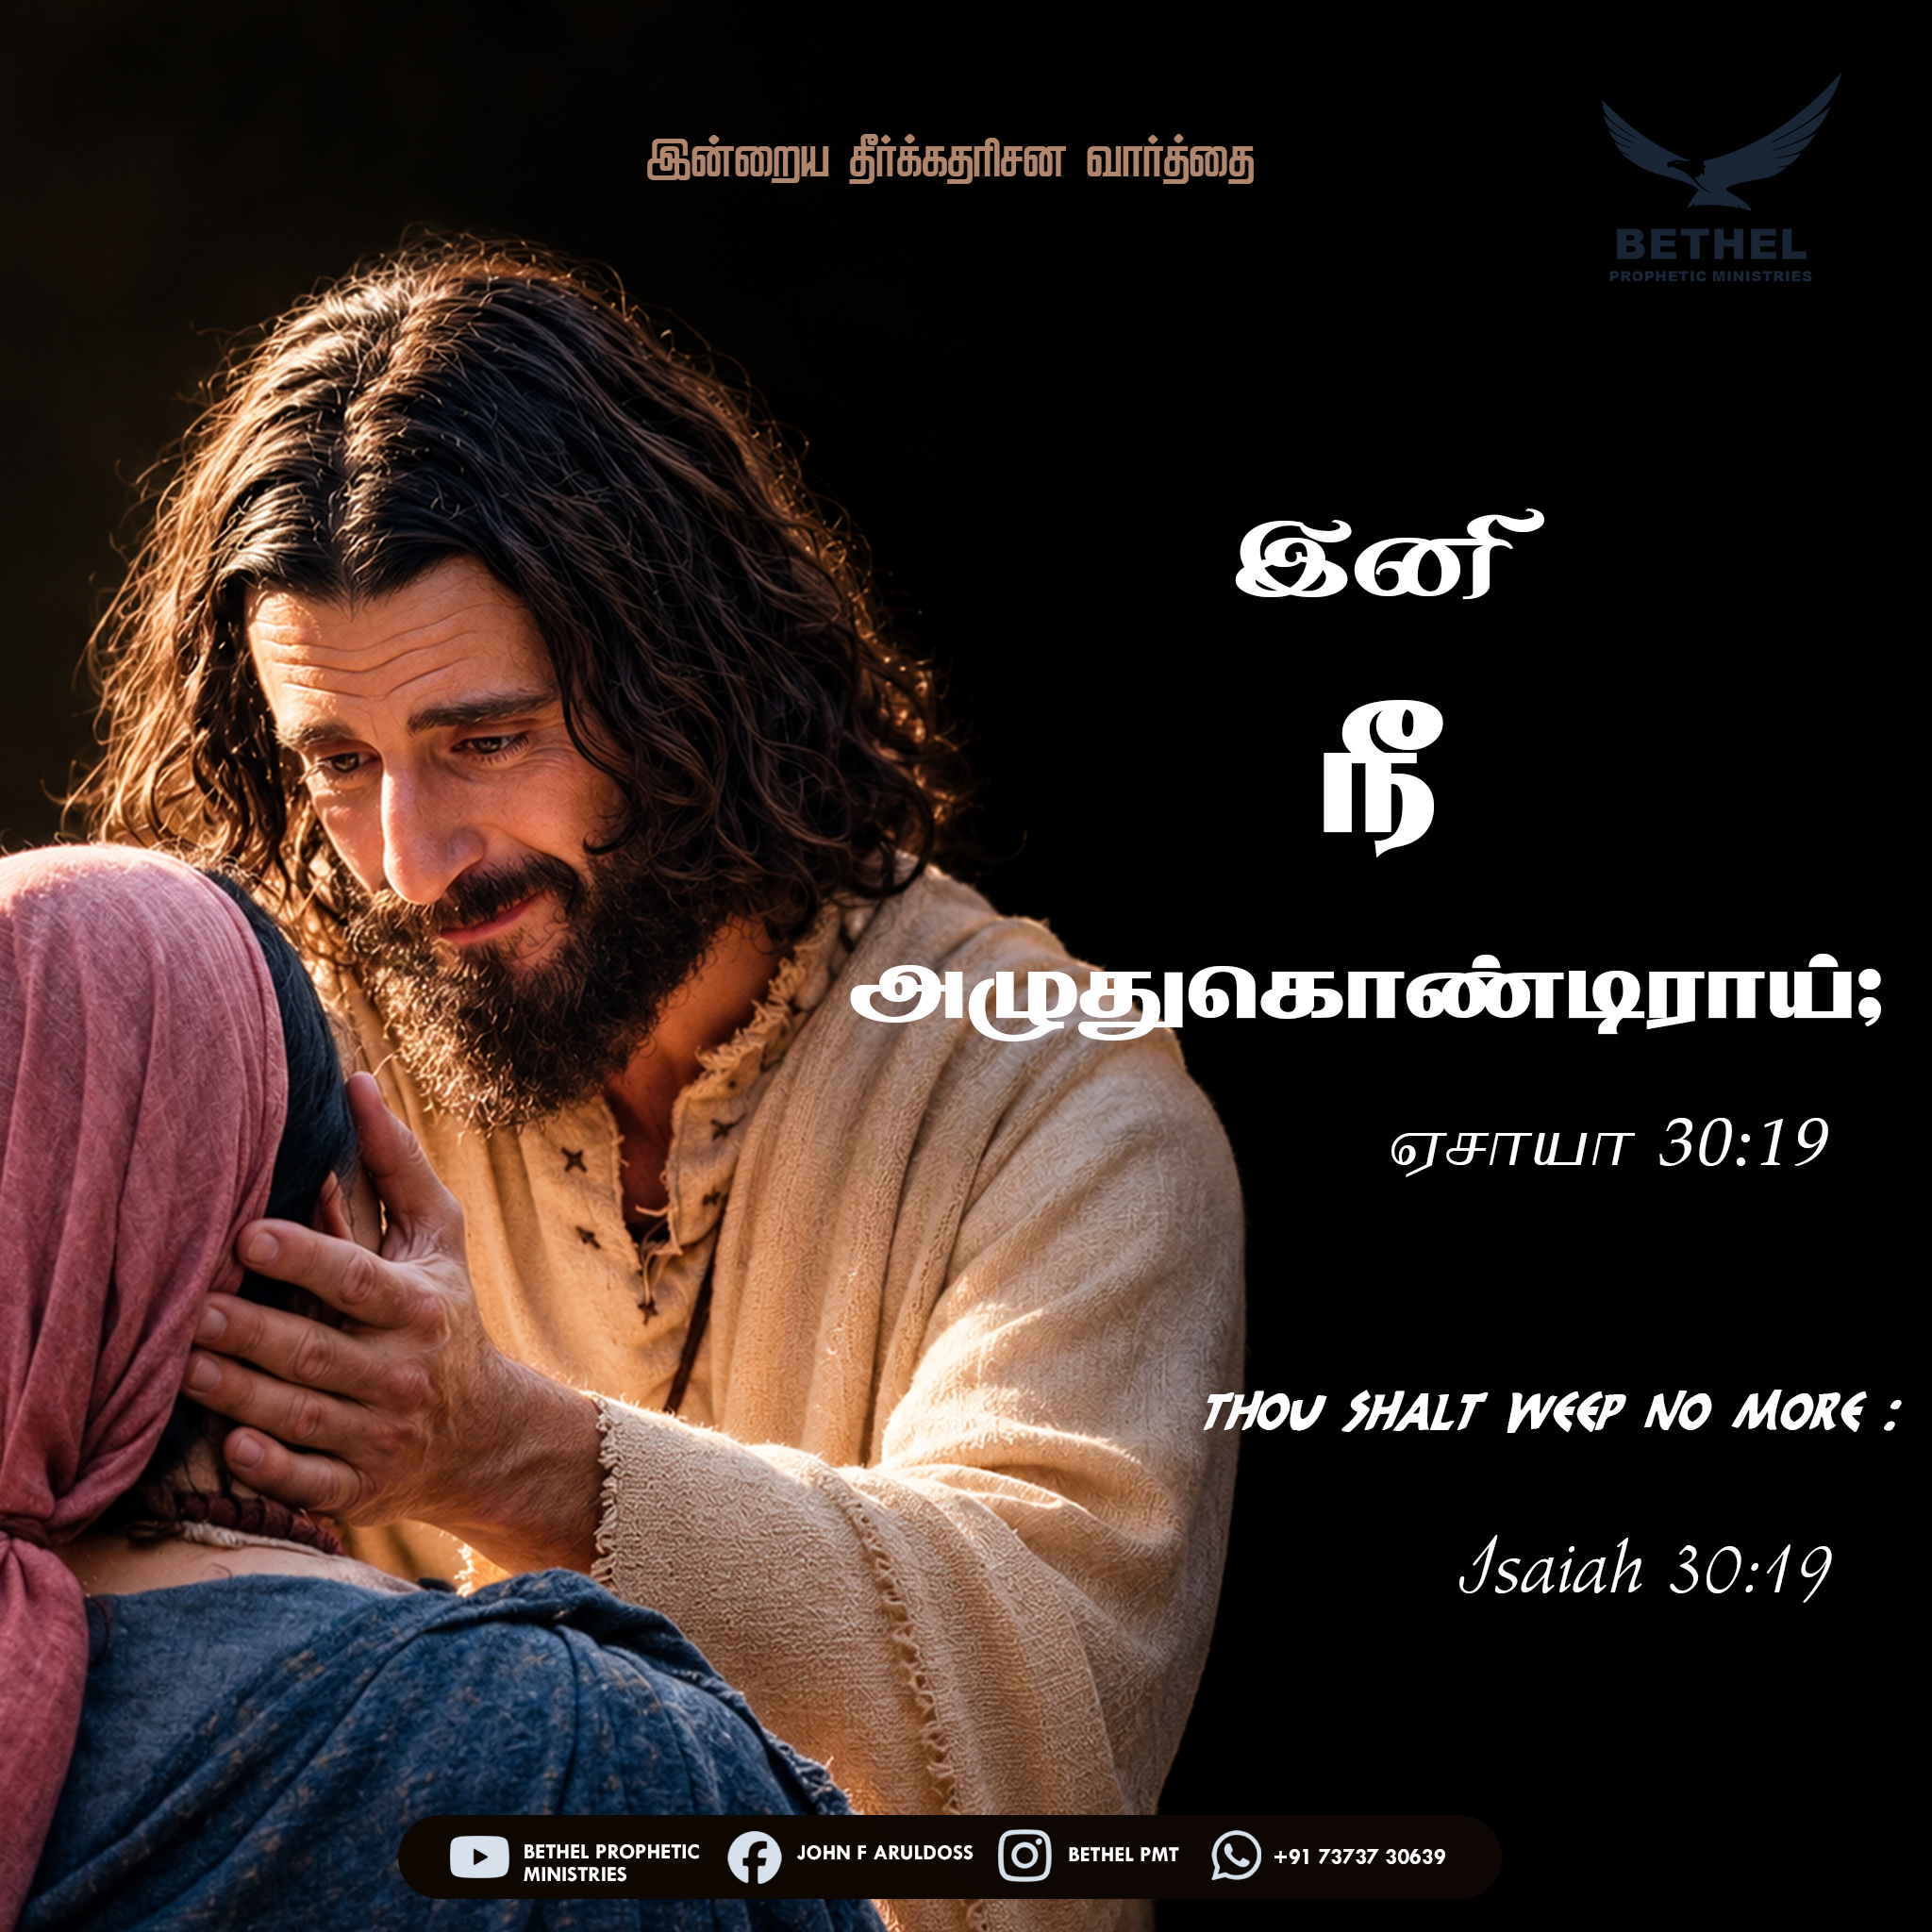 இன்றைய தீர்க்கதரிசன வார்த்தை
BETHEL
PROPHETIC MINISTRIES
இனி
நீ
அழுதுகொண்டிராய்;
ஏசாயா 30:19
THOU SHALT WEEP NO MORE :
Isaiah 30:19
BETHEL PROPHETIC
MINISTRIES
JOHN F ARULDOSS
BETHEL PMT
+91 73737 30639